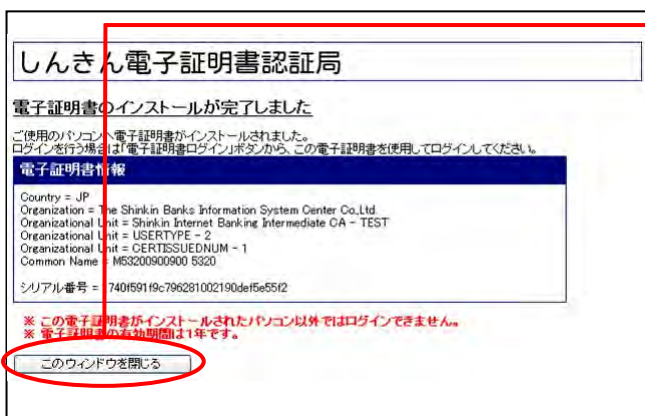 しんきん電子証明書認証局
電子証明書のインストールが完了しました
ご使用のパソコンへ電子証明書がインストールされました。
ログインを行う場合は「電子証明書ログイン」ボタンから、この電子証明書を使用してログインしてください。
電子証明書情報
Country = JP
Organization = The Shinkin Banks Information System Center Co.,Ltd.
Organizational Unit = Shinkin Internet Banking Intermediate CA - TEST
Organizational Unit = USERTYPE - 2
Organizational Unit = CERTISSUEDNUM - 1
Common Name = M53200900900 5320
シリアル番号 = 740f591f9c796281002190def5e55f2
※ この電子証明書がインストールされたパソコン以外ではログインできません。
※ 電子証明書の有効期間は1年です。
このウィンドウを閉じる